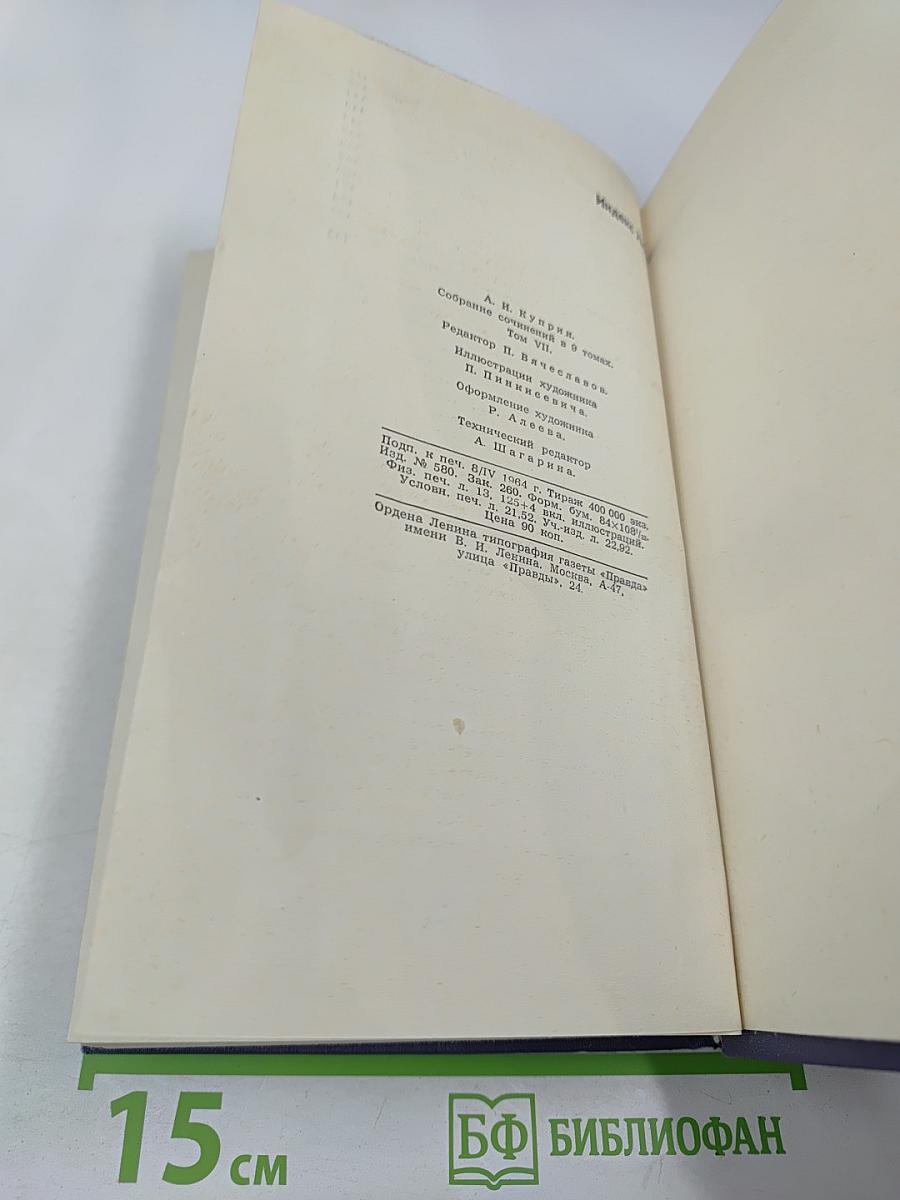 Индекс
А. И. Куприн.
Собрание сочинений в 9 томах.
Том VII.
Редактор П. Вячеславов.
Иллюстрации художника
П. Пинкисевича.
Оформление художника
Р. Алеева.
Технический редактор
А. Шагарина.
Подп. к печ. 8/IV 1964 г. Тираж 400 000 экз.
Изд. № 580. Зак. 260. Форм. бум. 84×108¹/₃₂.
Физ. печ. л. 13, 125+4 вкл. иллюстраций.
Условн. печ. л. 21,52. Уч.-изд. л. 22,92.
Цена 90 коп.
Ордена Ленина типография газеты «Правда»
имени В. И. Ленина. Москва, А-47,
улица «Правды», 24.
15 см
БФ БИБЛИОФАН